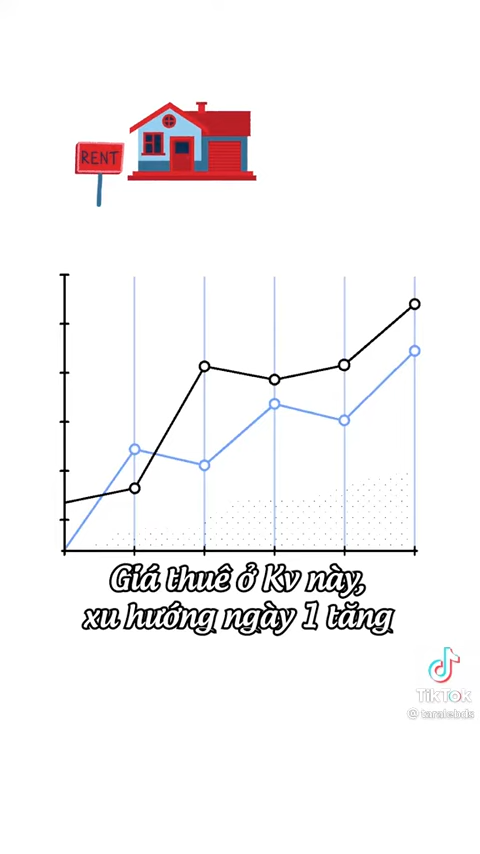 RENT
Giá thuê ở Kv này,
xu hướng ngày 1 tăng
TikTok
@ taralebds